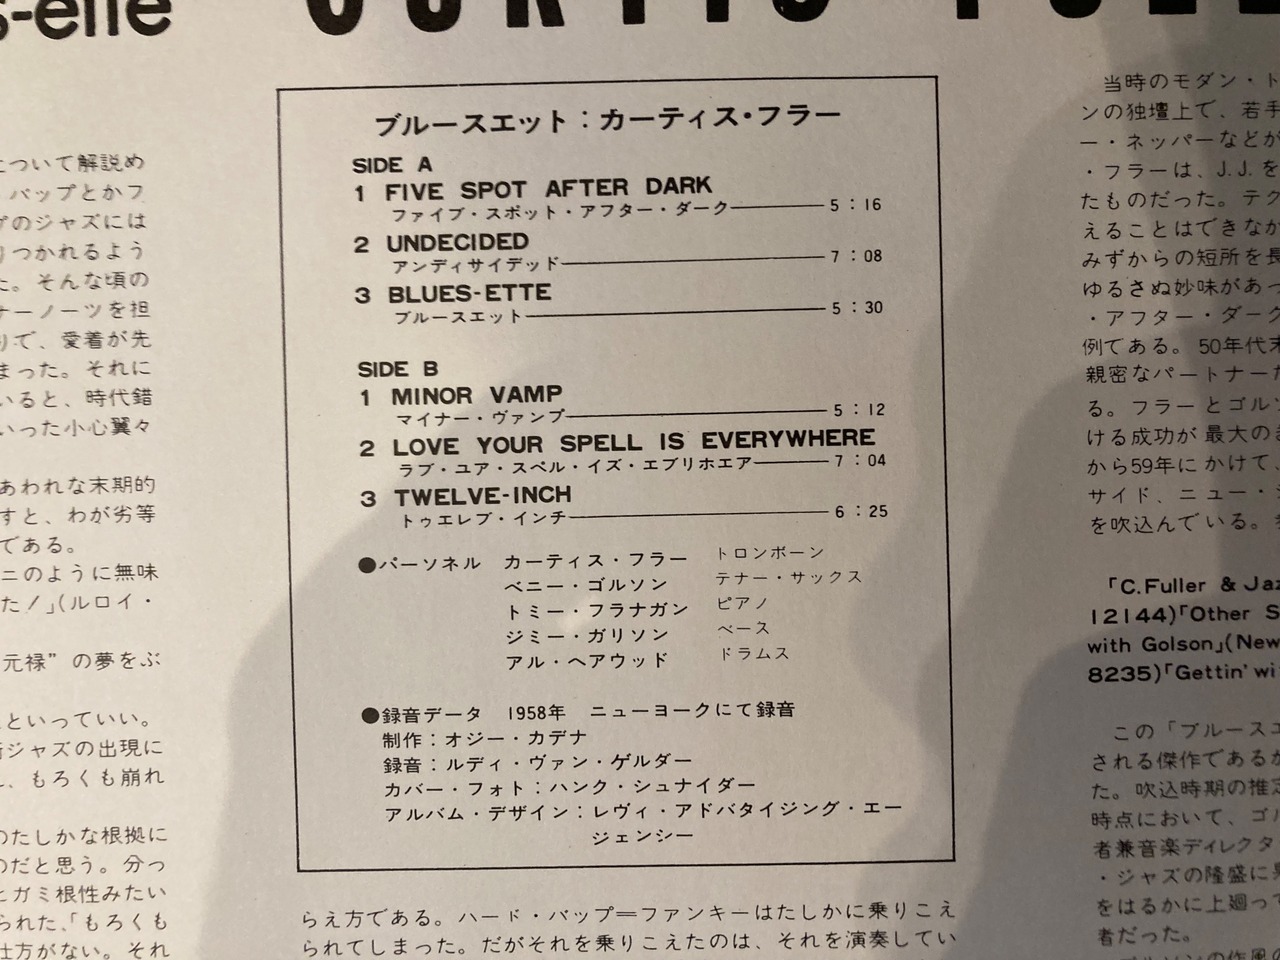 s-ette
CURTIS FULL
について解説め
バップとかフ
グのジャズには
りつかれるよう
た。そんな頃の
ナーノーツを担
りで、愛着が先
まった。それに
いると、時代錯
いった小心翼々
あわれな末期的
すと、わが劣等
である。
ニのように無味
た!」(ルロイ・
元禄”の夢をぶ
といっていい。
術ジャズの出現に
、もろくも崩れ
のたしかな根拠に
のだと思う。分っ
とガミ根性みたい
られた、「もろくも
仕方がない。それ
ブルースエット：カーティス・フラー
SIDE A
1 FIVE SPOT AFTER DARK
ファイブ・スポット・アフター・ダーク―――5：16
2 UNDECIDED
アンディサイデッド―――7：08
3 BLUES-ETTE
ブルースエット―――5：30
SIDE B
1 MINOR VAMP
マイナー・ヴァンプ―――5：12
2 LOVE YOUR SPELL IS EVERYWHERE
ラブ・ユア・スペル・イズ・エブリホエア―――7：04
3 TWELVE-INCH
トゥエレブ・インチ―――6：25
●パーソネル カーティス・フラー トロンボーン
ベニー・ゴルソン テナー・サックス
トミー・フラナガン ピアノ
ジミー・ガリソン ベース
アル・ヘアウッド ドラムス
●録音データ 1958年 ニューヨークにて録音
制作：オジー・カデナ
録音：ルディ・ヴァン・ゲルダー
カバー・フォト：ハンク・シュナイダー
アルバム・デザイン：レヴィ・アドバタイジング・エー
ジェンシー
らえ方である。ハード・バップ＝ファンキーはたしかに乗りこえ
られてしまった。だがそれを乗りこえたのは、それを演奏してい
当時のモダン・ト
ンの独壇上で、若手
ー・ネッパーなどが
・フラーは、J.J.を
たものだった。テク
えることはできなか
みずからの短所を長
ゆるさぬ妙味があっ
・アフター・ダーク
例である。50年代末
親密なパートナーだ
る。フラーとゴルソ
ける成功が最大のき
から59年にかけて、
サイド、ニュー・ジ
を吹込んでいる。
「C.Fuller & Jaz
12144)「Other S
with Golson」(New
8235)「Gettin' wi
この「ブルースエ
される傑作であるが
た。吹込時期の推定
時点において、ゴル
者兼音楽ディレクタ
・ジャズの隆盛に
をはるかに上廻って
者だった。
ゴルソンの作風の